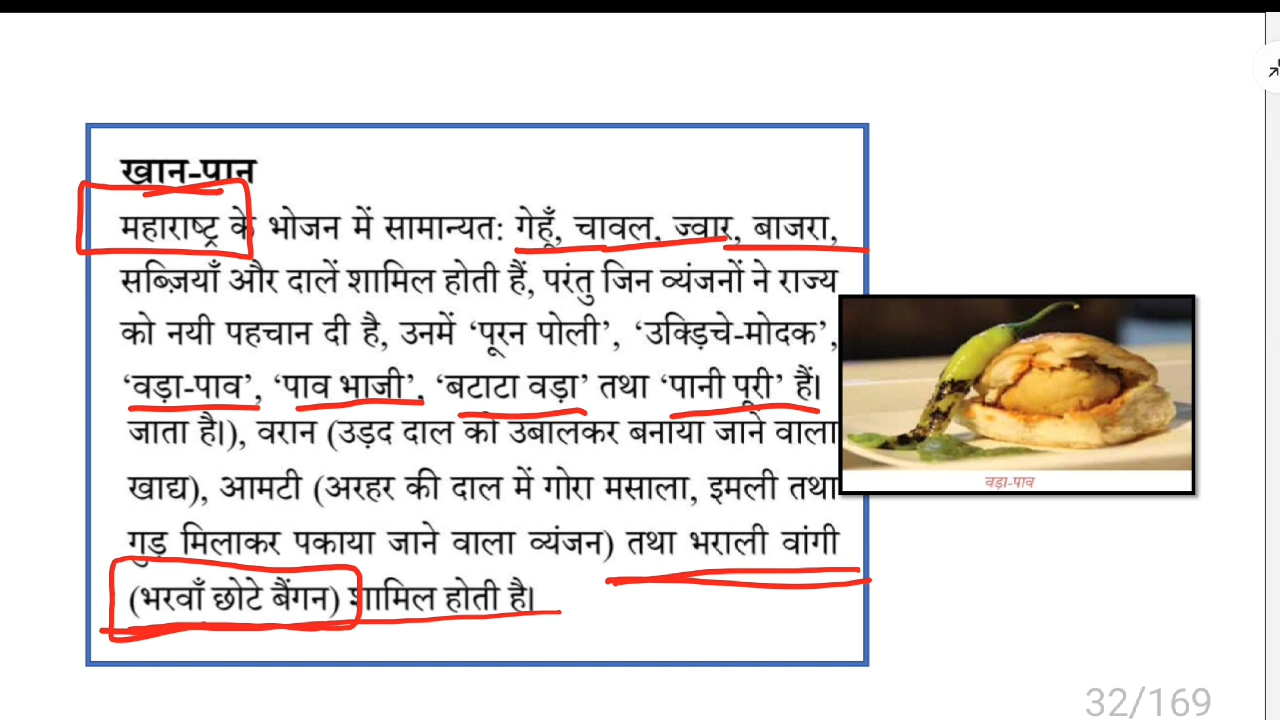 खान-पान
महाराष्ट्र के भोजन में सामान्यत: गेहूँ, चावल, ज्वार, बाजरा,
सब्ज़ियाँ और दालें शामिल होती हैं, परंतु जिन व्यंजनों ने राज्य
को नयी पहचान दी है, उनमें ‘पूरन पोली’, ‘उक्ड़िचे-मोदक’,
‘वड़ा-पाव’, ‘पाव भाजी’, ‘बटाटा वड़ा’ तथा ‘पानी पूरी’ हैं।
जाता है।), वरान (उड़द दाल को उबालकर बनाया जाने वाला
खाद्य), आमटी (अरहर की दाल में गोरा मसाला, इमली तथा
गुड़ मिलाकर पकाया जाने वाला व्यंजन) तथा भराली वांगी
(भरवाँ छोटे बैंगन) शामिल होती है।
वड़ा-पाव
32/169